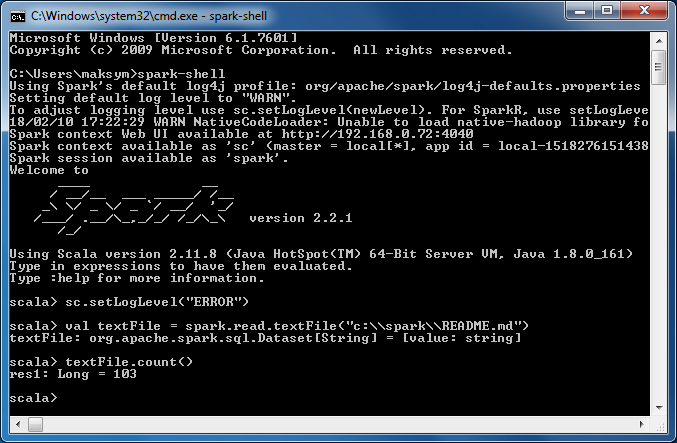 C:\Windows\system32\cmd.exe - spark-shell
Microsoft Windows [Version 6.1.7601]
Copyright (c) 2009 Microsoft Corporation.  All rights reserved.
C:\Users\maksym>spark-shell
Using Spark's default log4j profile: org/apache/spark/log4j-defaults.properties
Setting default log level to "WARN".
To adjust logging level use sc.setLogLevel(newLevel). For SparkR, use setLogLeve
18/02/10 17:22:29 WARN NativeCodeLoader: Unable to load native-hadoop library fo
Spark context Web UI available at http://192.168.0.72:4040
Spark context available as 'sc' (master = local[*], app id = local-1518276151438
Spark session available as 'spark'.
Welcome to
Spark version 2.2.1
Using Scala version 2.11.8 (Java HotSpot(TM) 64-Bit Server VM, Java 1.8.0_161)
Type in expressions to have them evaluated.
Type :help for more information.
scala> sc.setLogLevel("ERROR")
scala> val textFile = spark.read.textFile("c:\\spark\\README.md")
textFile: org.apache.spark.sql.Dataset[String] = [value: string]
scala> textFile.count()
res1: Long = 103
scala>